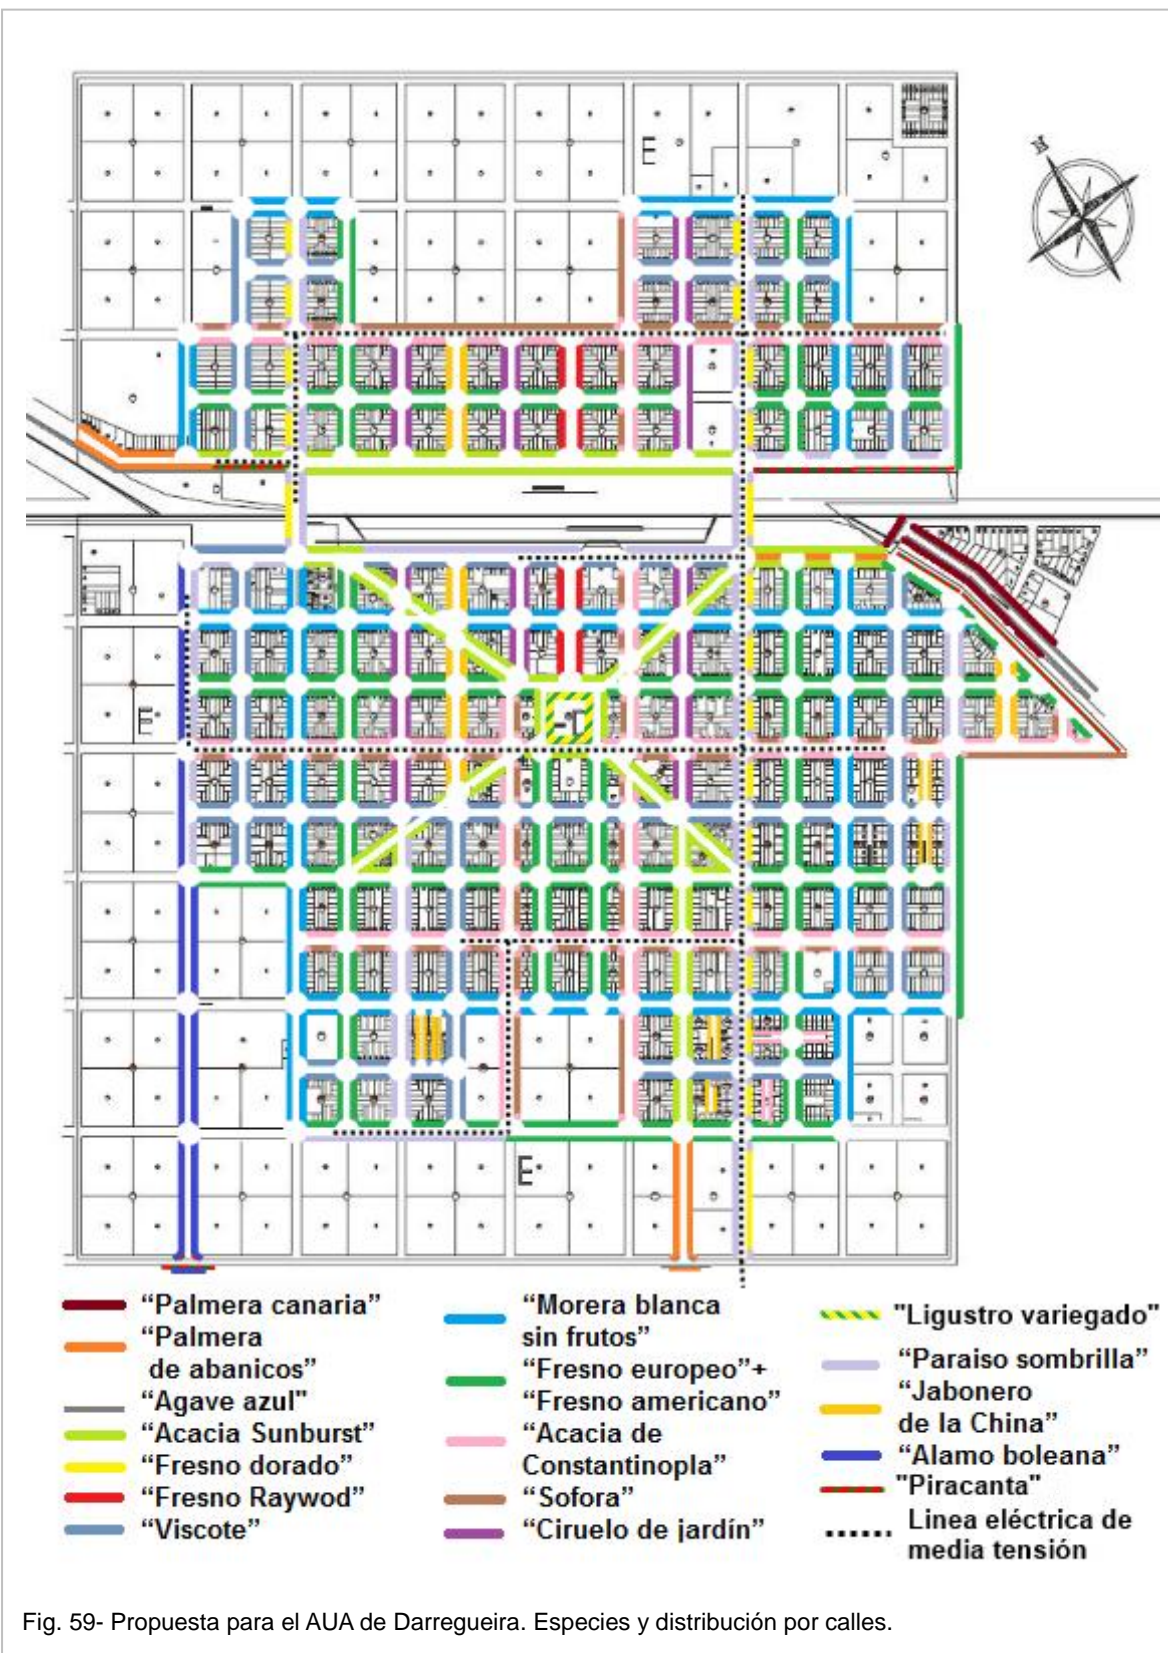 N
E
E
E
“Palmera canaria”
“Palmera
de abanicos”
“Agave azul"
“Acacia Sunburst”
“Fresno dorado”
“Fresno Raywod”
“Viscote”
“Morera blanca
sin frutos”
“Fresno europeo”+
“Fresno americano”
“Acacia de
Constantinopla”
“Sofora”
“Ciruelo de jardín”
"Ligustro variegado"
“Paraiso sombrilla”
“Jabonero
de la China”
“Alamo boleana”
"Piracanta"
Linea eléctrica de
media tensión
Fig. 59- Propuesta para el AUA de Darregueira. Especies y distribución por calles.